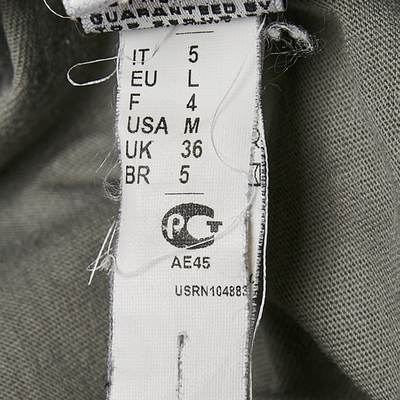 GUARANTEED BY
IT 5
EU L
F 4
USA M
UK 36
BR 5
PCT
AE45
USRN104883